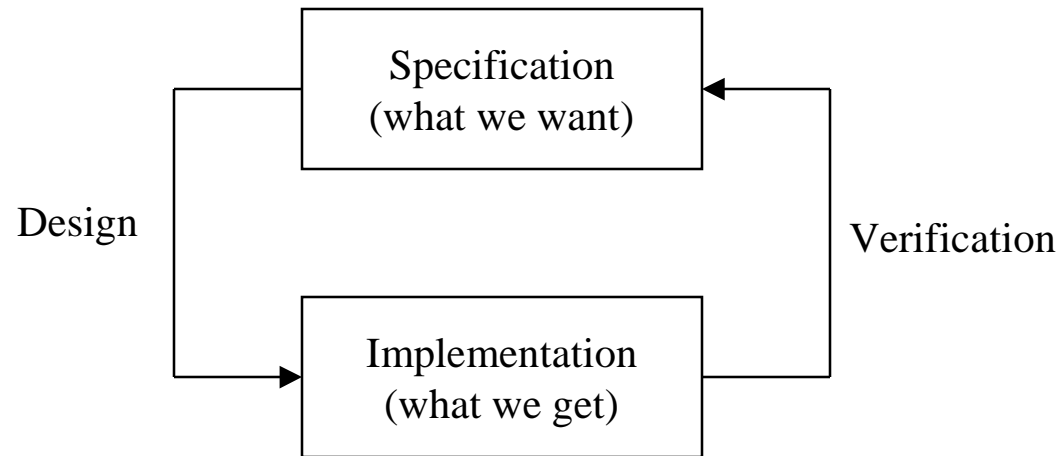 Specification
(what we want)
Design
Verification
Implementation
(what we get)